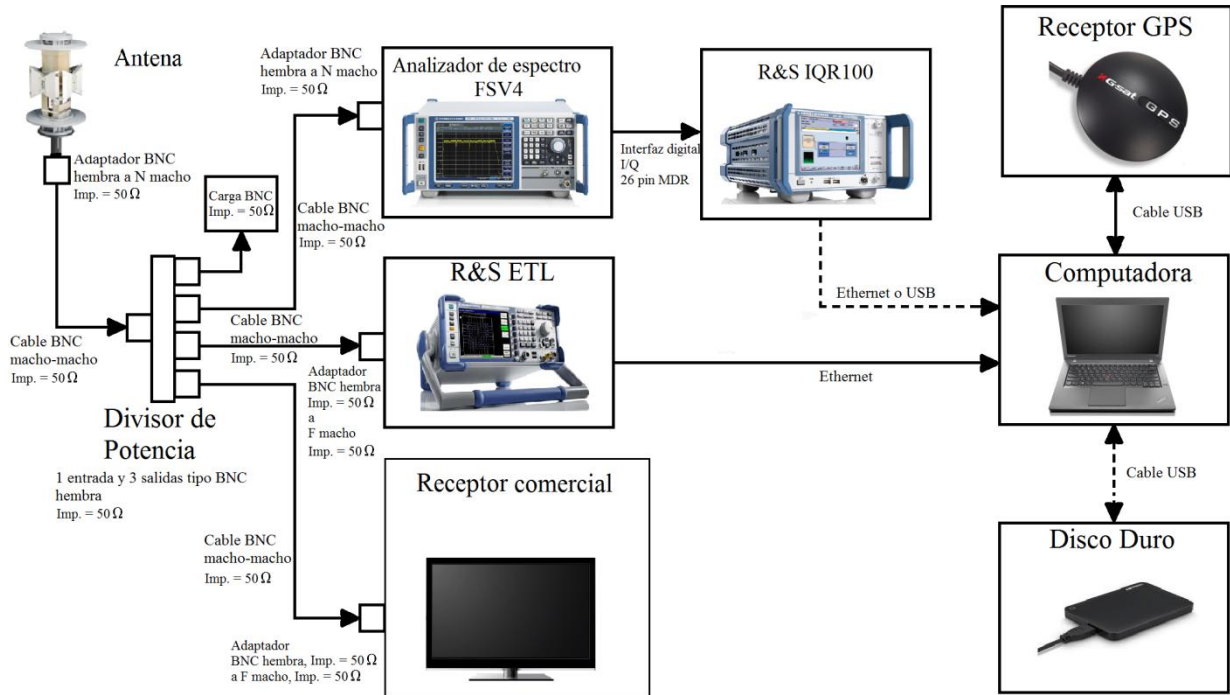 Antena
Adaptador BNC
hembra a N macho
Imp. = 50 Ω
Cable BNC
macho-macho
Imp. = 50 Ω
Carga BNC
Imp. = 50 Ω
Divisor de
Potencia
1 entrada y 3 salidas tipo BNC
hembra
Imp. = 50 Ω
Adaptador BNC
hembra a N macho
Imp. = 50 Ω
Cable BNC
macho-macho
Imp. = 50 Ω
Analizador de espectro
FSV4
Interfaz digital
I/Q
26 pin MDR
R&S IQR100
Ethernet o USB
Cable BNC
macho-macho
Imp. = 50 Ω
Adaptador
BNC hembra
Imp. = 50 Ω
a
F macho
Imp. = 50 Ω
R&S ETL
Ethernet
Cable BNC
macho-macho
Imp. = 50 Ω
Adaptador
BNC hembra, Imp. = 50 Ω
a F macho, Imp. = 50 Ω
Receptor comercial
Receptor GPS
Gsat GPS
Cable USB
Computadora
Cable USB
Disco Duro